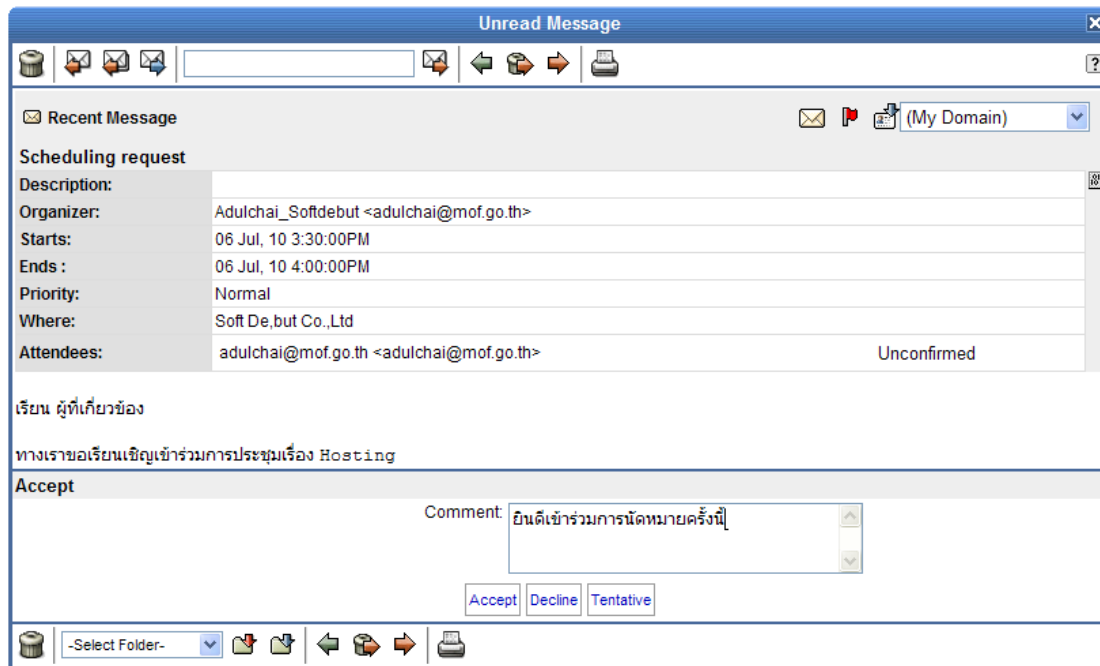 Unread Message
Recent Message
(My Domain)
Scheduling request
Description:
Organizer: Adulchai_Softdebut <adulchai@mof.go.th>
Starts: 06 Jul, 10 3:30:00PM
Ends : 06 Jul, 10 4:00:00PM
Priority: Normal
Where: Soft De,but Co.,Ltd
Attendees: adulchai@mof.go.th <adulchai@mof.go.th> Unconfirmed
เรียน ผู้ที่เกี่ยวข้อง
ทางเราขอเรียนเชิญเข้าร่วมการประชุมเรื่อง Hosting
Accept
Comment: ยินดีเข้าร่วมการนัดหมายครั้งนี้
Accept Decline Tentative
-Select Folder-